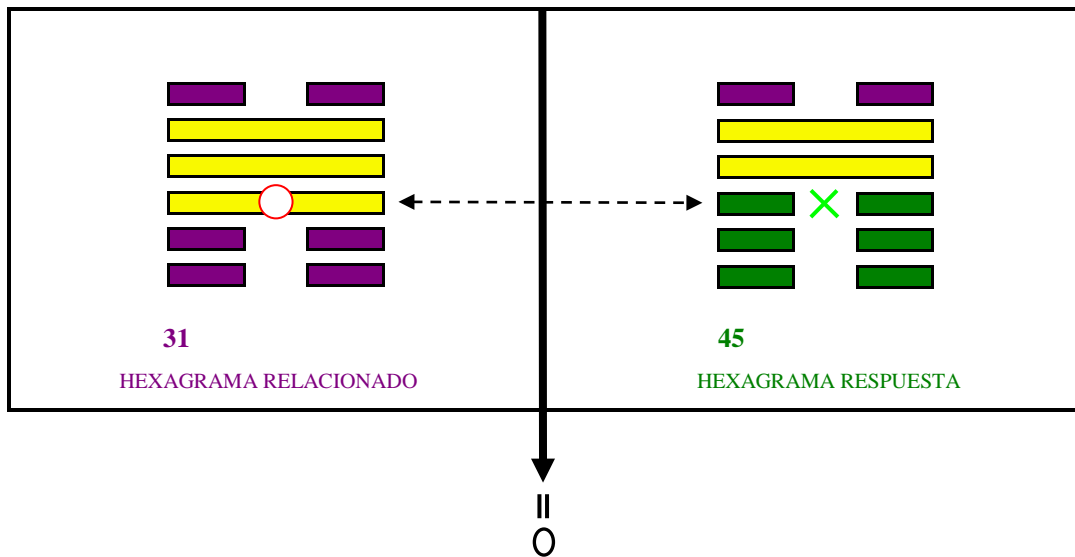 31
HEXAGRAMA RELACIONADO
45
HEXAGRAMA RESPUESTA
=
O